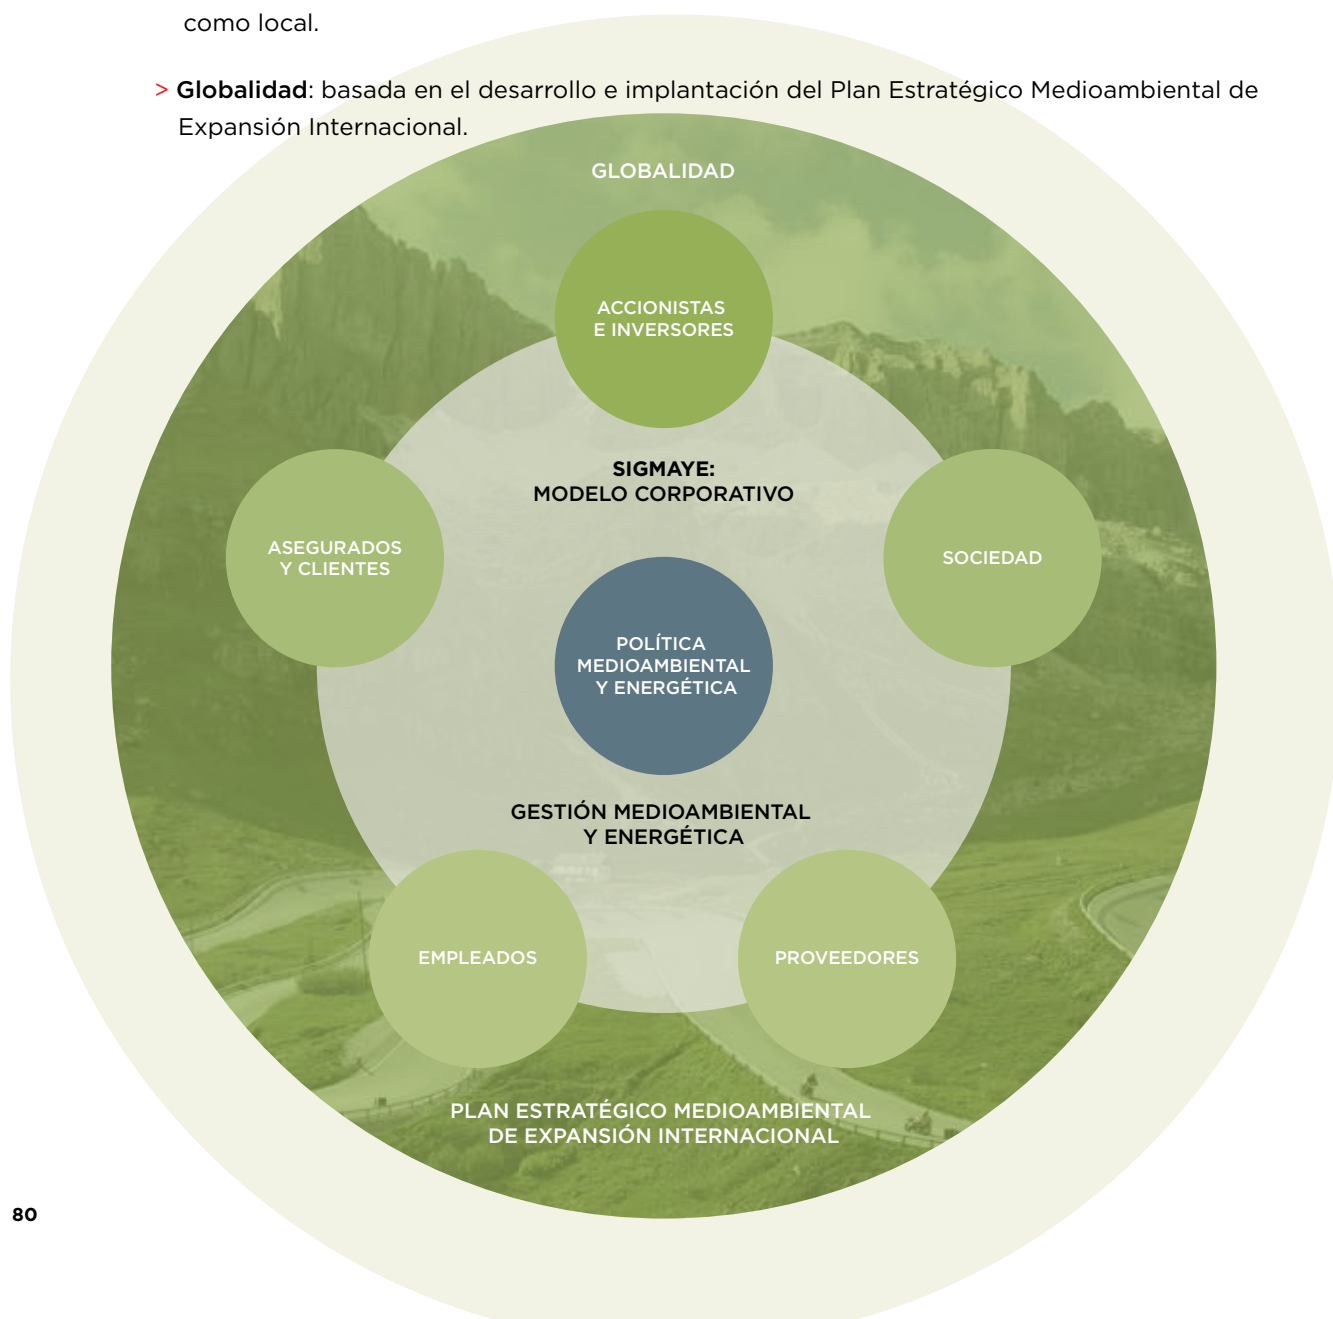 como local.
> Globalidad: basada en el desarrollo e implantación del Plan Estratégico Medioambiental de
Expansión Internacional.
GLOBALIDAD
ACCIONISTAS
E INVERSORES
SIGMAYE:
MODELO CORPORATIVO
ASEGURADOS
Y CLIENTES
SOCIEDAD
POLÍTICA
MEDIOAMBIENTAL
Y ENERGÉTICA
GESTIÓN MEDIOAMBIENTAL
Y ENERGÉTICA
EMPLEADOS
PROVEEDORES
PLAN ESTRATÉGICO MEDIOAMBIENTAL
DE EXPANSIÓN INTERNACIONAL
80